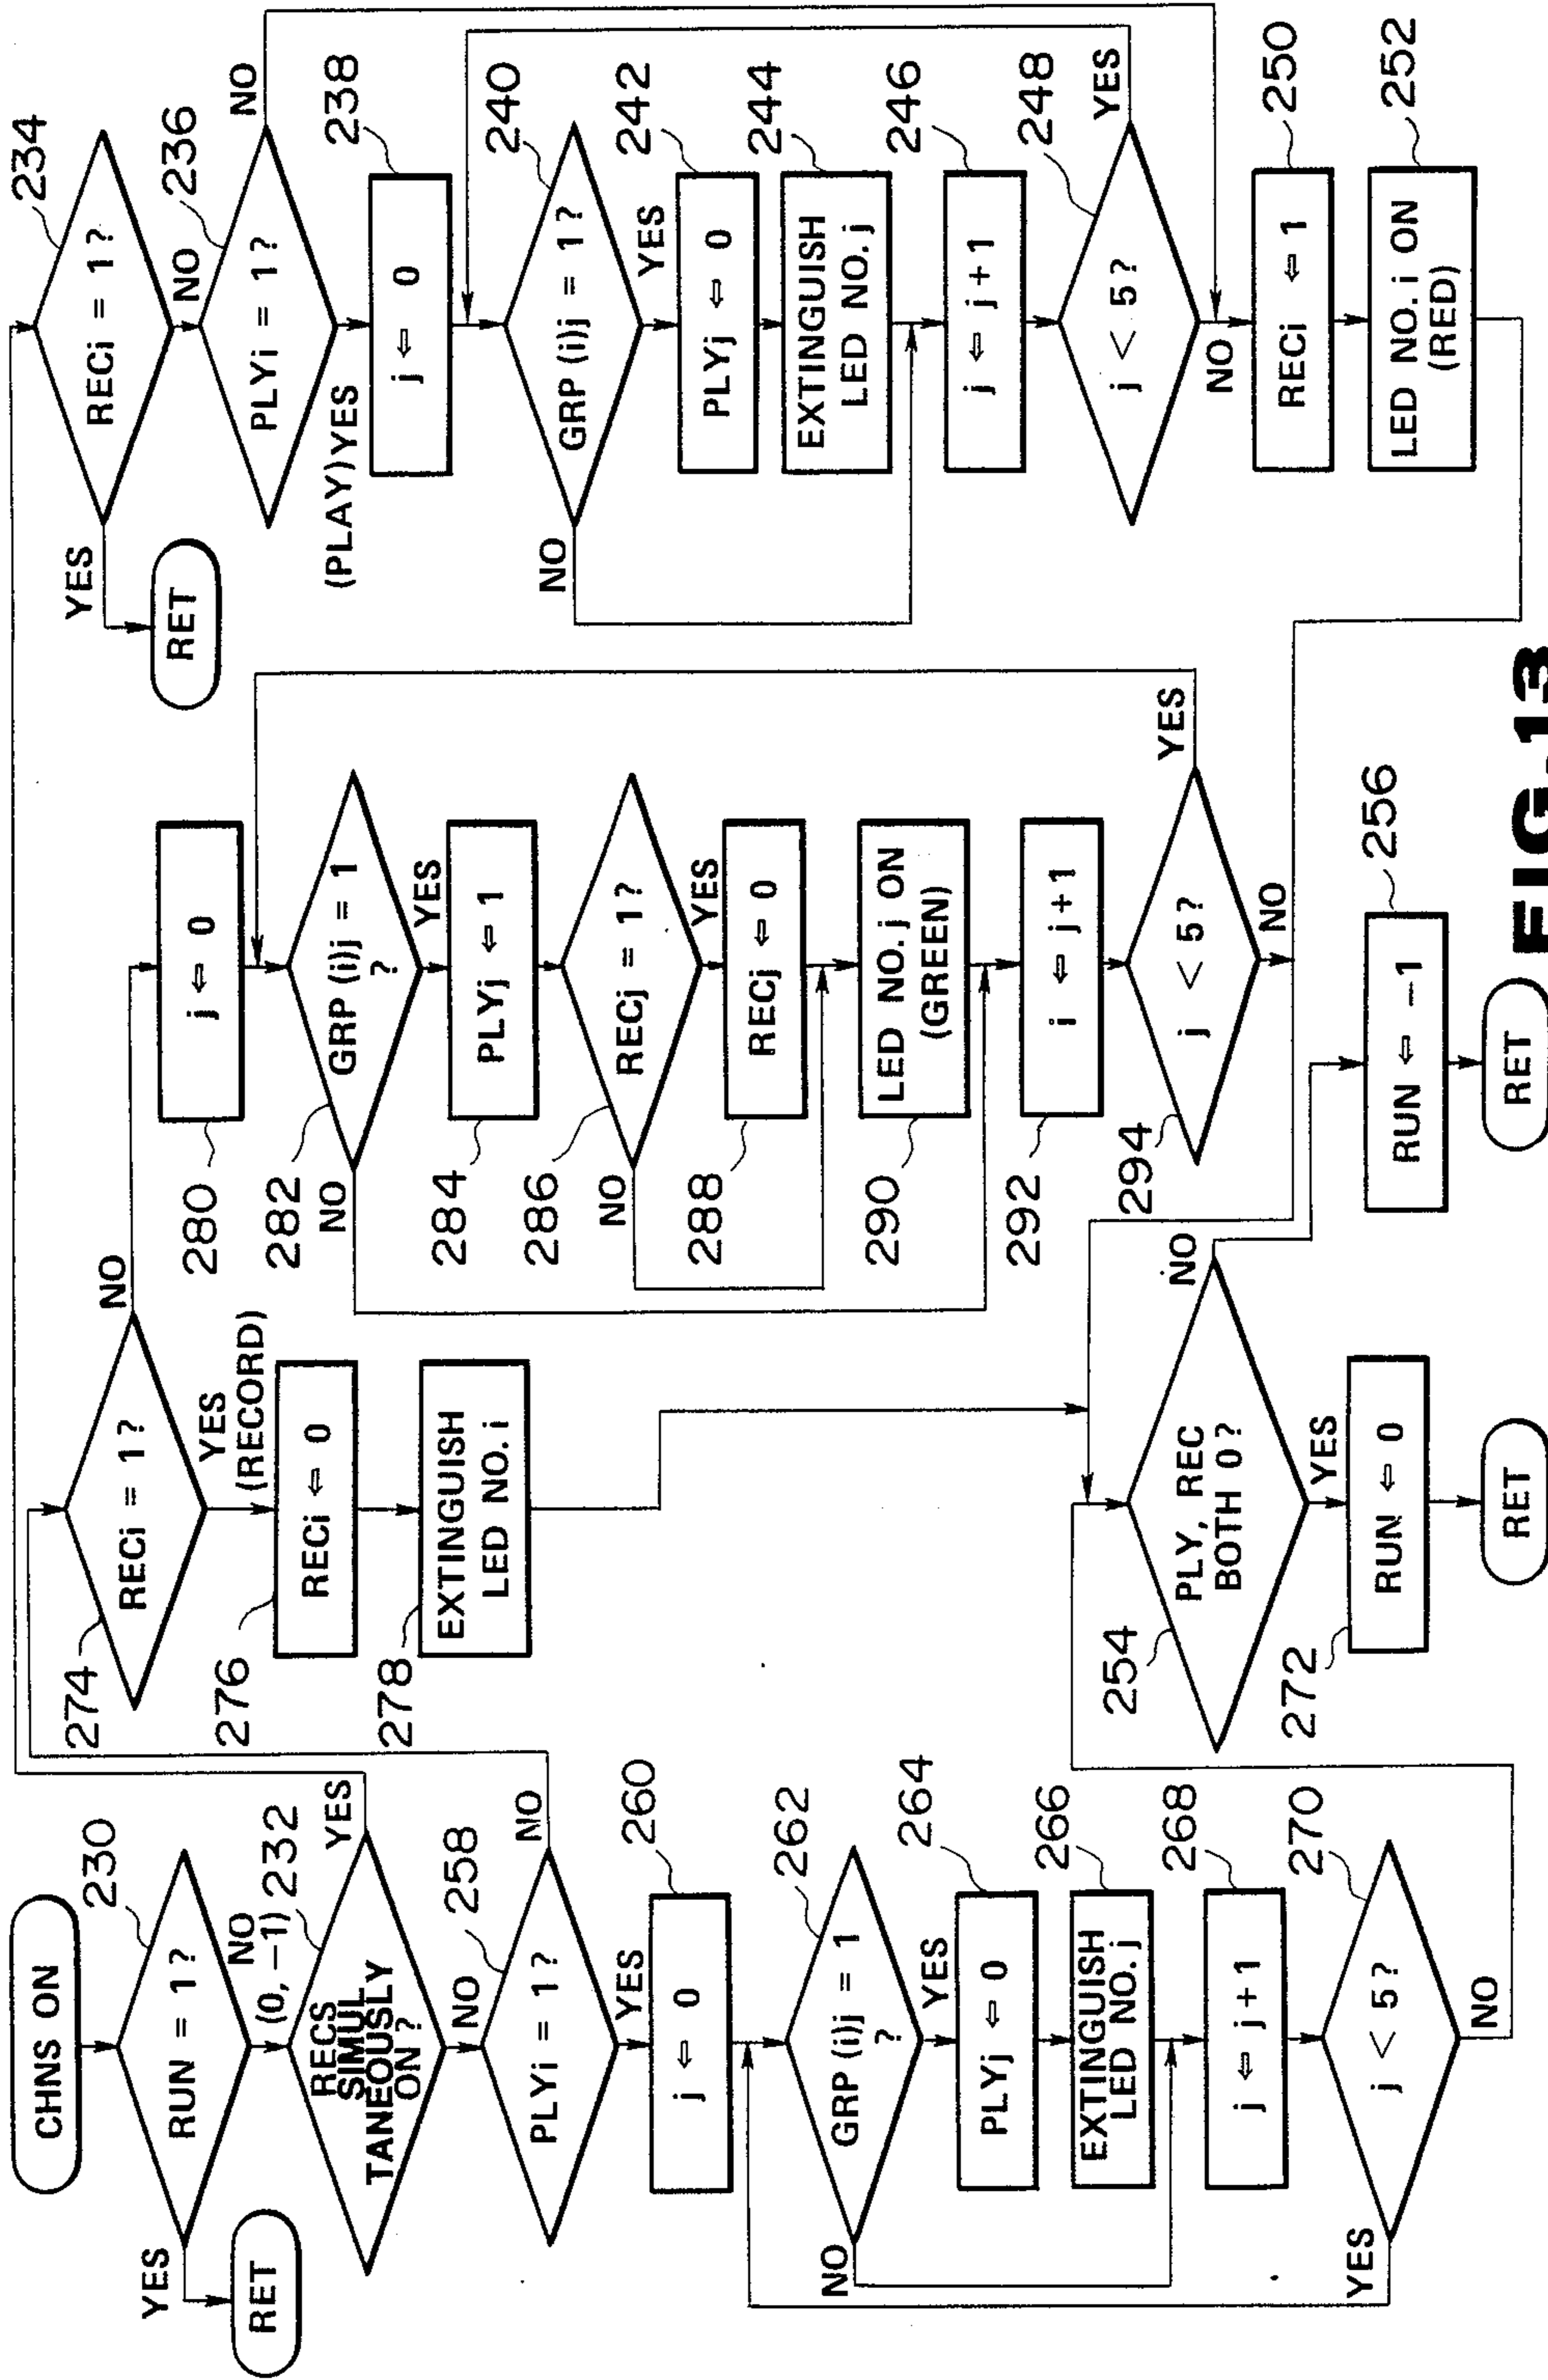 CHNS ON
230
RUN = 1?
YES
RET
NO
(0, -1)
232
RECS
SIMUL
TANEOUSLY
ON?
YES
NO
258
PLYi = 1?
NO
YES
260
j ⇐ 0
262
GRP (i)j = 1
?
NO
YES
264
PLYj ⇐ 0
266
EXTINGUISH
LED NO. j
268
j ⇐ j+1
270
j < 5?
YES
NO
274
RECi = 1?
NO
YES
(RECORD)
276
RECi ⇐ 0
278
EXTINGUISH
LED NO. i
254
PLY, REC
BOTH 0?
NO
YES
272
RUN ⇐ 0
RET
280
j ⇐ 0
282
GRP (i)j = 1
?
NO
YES
284
PLYj ⇐ 1
286
RECj = 1?
NO
YES
288
RECj ⇐ 0
290
LED NO. j ON
(GREEN)
292
i ⇐ j+1
294
j < 5?
YES
NO
256
RUN ⇐ -1
RET
234
RECi = 1?
YES
RET
NO
236
PLYi = 1?
NO
(PLAY)YES
238
j ⇐ 0
240
GRP (i)j = 1?
NO
YES
242
PLYj ⇐ 0
244
EXTINGUISH
LED NO. j
246
j ⇐ j+1
248
j < 5?
YES
NO
250
RECi ⇐ 1
252
LED NO. i ON
(RED)
FIG.13